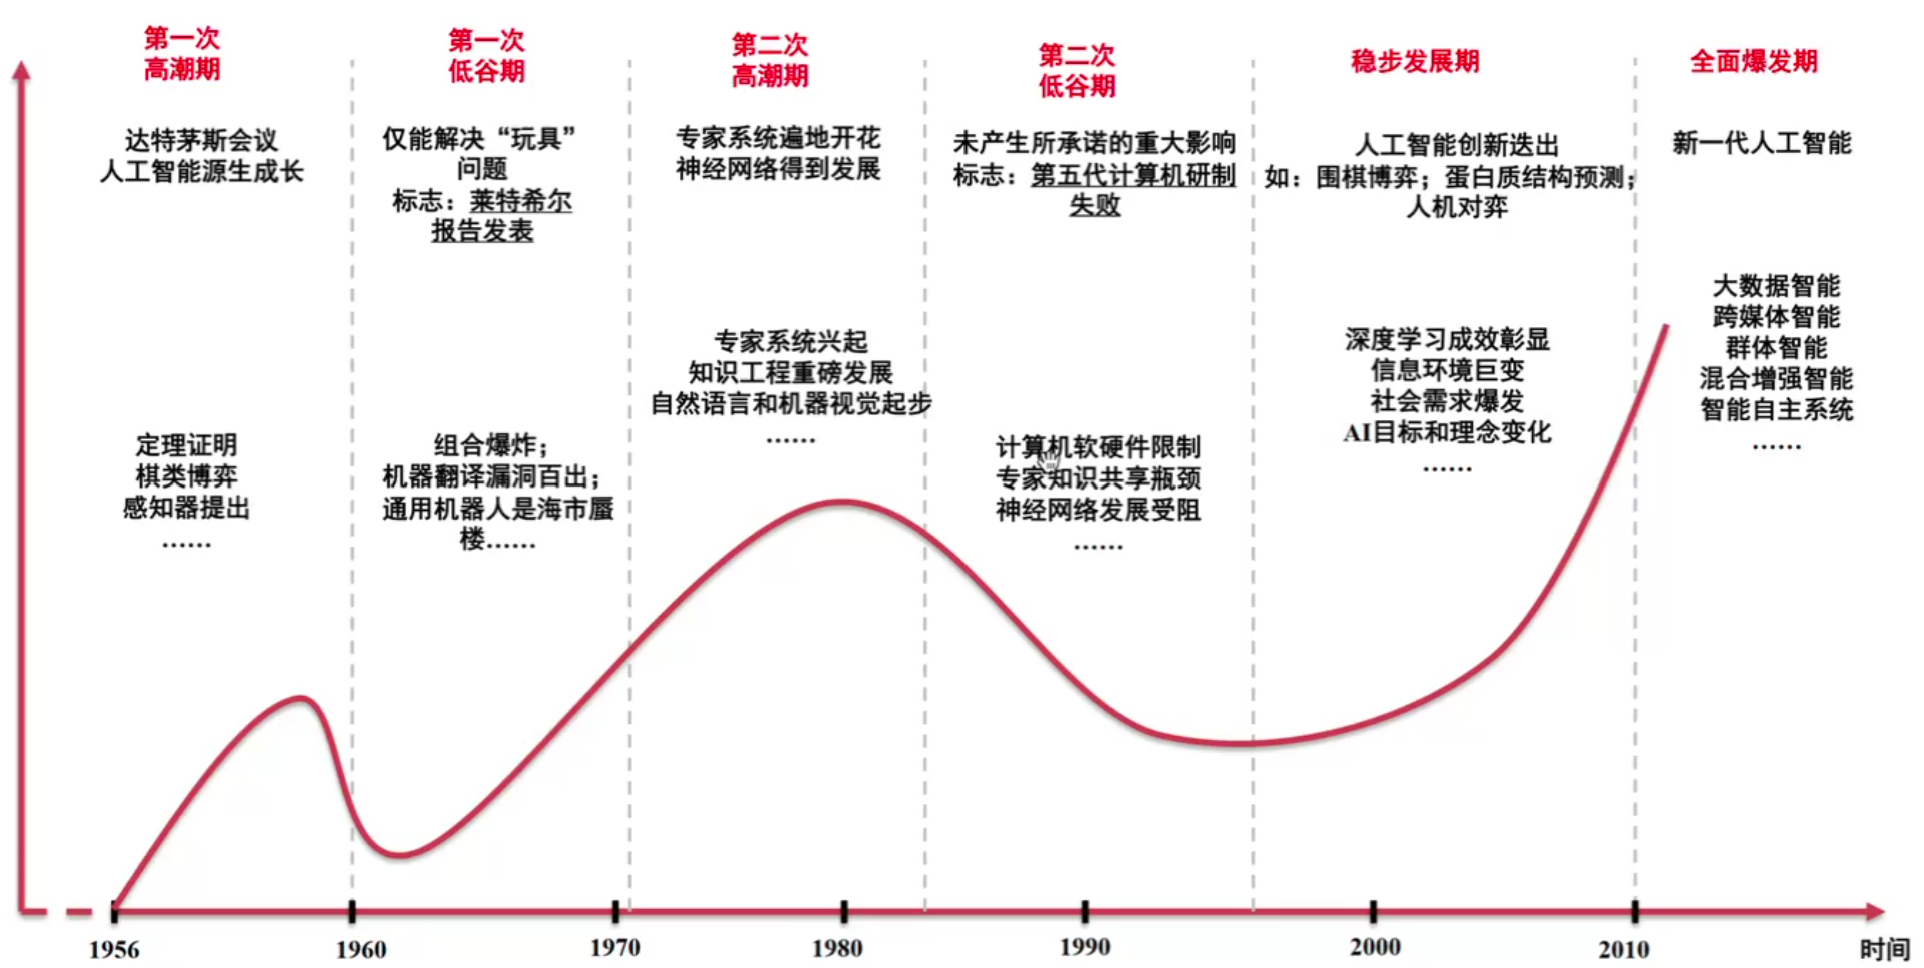 第一次
高潮期
达特茅斯会议
人工智能源生成长
定理证明
棋类博弈
感知器提出
……
第一次
低谷期
仅能解决“玩具”
问题
标志：莱特希尔
报告发表
组合爆炸；
机器翻译漏洞百出；
通用机器人是海市蜃
楼……
第二次
高潮期
专家系统遍地开花
神经网络得到发展
专家系统兴起
知识工程重磅发展
自然语言和机器视觉起步
……
第二次
低谷期
未产生所承诺的重大影响
标志：第五代计算机研制
失败
计算机软硬件限制
专家知识共享瓶颈
神经网络发展受阻
……
稳步发展期
人工智能创新迭出
如：围棋博弈；蛋白质结构预测；
人机对弈
深度学习成效彰显
信息环境巨变
社会需求爆发
AI目标和理念变化
……
全面爆发期
新一代人工智能
大数据智能
跨媒体智能
群体智能
混合增强智能
智能自主系统
……
1956
1960
1970
1980
1990
2000
2010
时间